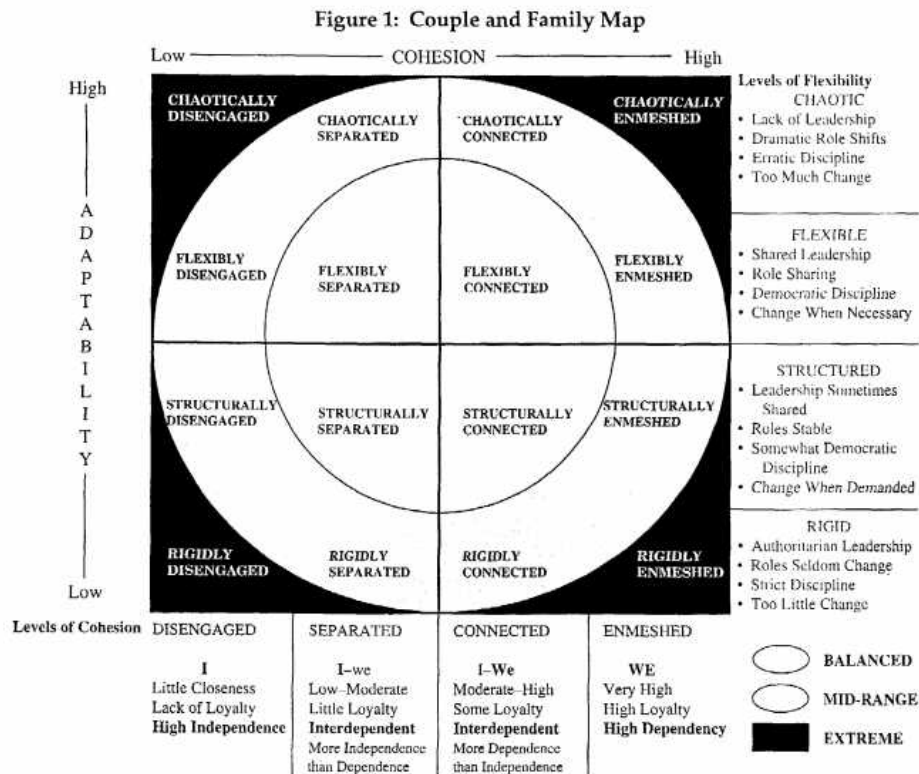 Figure 1: Couple and Family Map
Low
COHESION
High
High
ADAPTABILITY
Low
CHAOTICALLY
DISENGAGED
CHAOTICALLY
SEPARATED
CHAOTICALLY
CONNECTED
CHAOTICALLY
ENMESHED
FLEXIBLY
DISENGAGED
FLEXIBLY
SEPARATED
FLEXIBLY
CONNECTED
FLEXIBLY
ENMESHED
STRUCTURALLY
DISENGAGED
STRUCTURALLY
SEPARATED
STRUCTURALLY
CONNECTED
STRUCTURALLY
ENMESHED
RIGIDLY
DISENGAGED
RIGIDLY
SEPARATED
RIGIDLY
CONNECTED
RIGIDLY
ENMESHED
Levels of Flexibility
CHAOTIC
• Lack of Leadership
• Dramatic Role Shifts
• Erratic Discipline
• Too Much Change
FLEXIBLE
• Shared Leadership
• Role Sharing
• Democratic Discipline
• Change When Necessary
STRUCTURED
• Leadership Sometimes
Shared
• Roles Stable
• Somewhat Democratic
Discipline
• Change When Demanded
RIGID
• Authoritarian Leadership
• Roles Seldom Change
• Strict Discipline
• Too Little Change
Levels of Cohesion
DISENGAGED
I
Little Closeness
Lack of Loyalty
High Independence
SEPARATED
I–we
Low–Moderate
Little Loyalty
Interdependent
More Independence
than Dependence
CONNECTED
I–We
Moderate–High
Some Loyalty
Interdependent
More Dependence
than Independence
ENMESHED
WE
Very High
High Loyalty
High Dependency
BALANCED
MID-RANGE
EXTREME